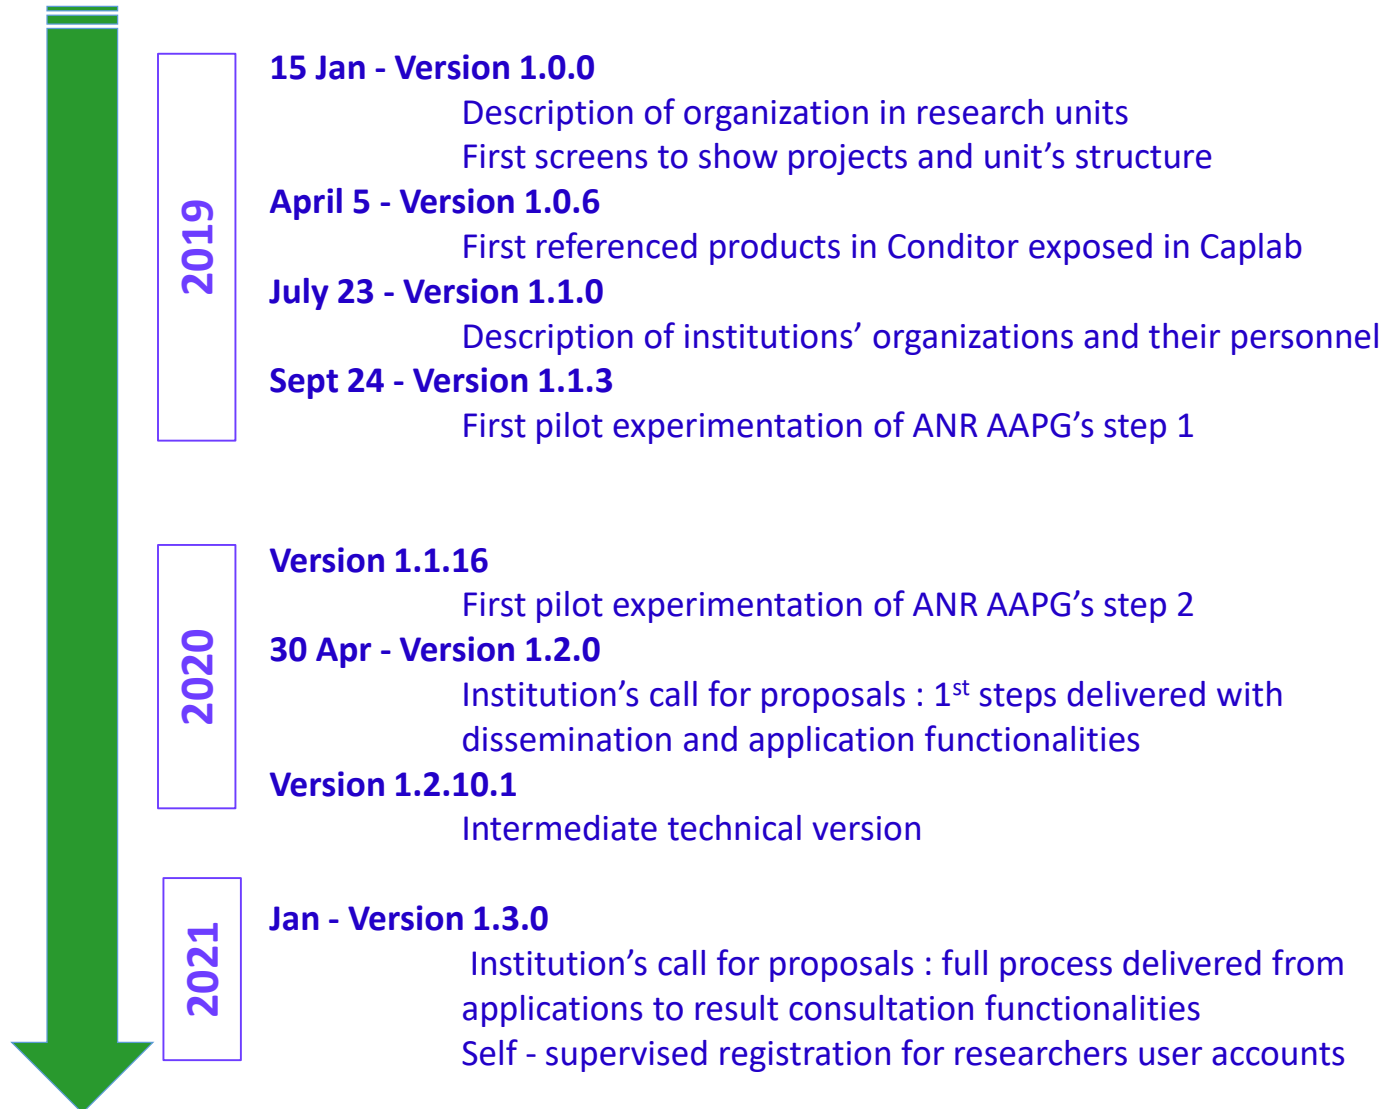 2019
15 Jan - Version 1.0.0
Description of organization in research units
First screens to show projects and unit’s structure
April 5 - Version 1.0.6
First referenced products in Conditor exposed in Caplab
July 23 - Version 1.1.0
Description of institutions’ organizations and their personnel
Sept 24 - Version 1.1.3
First pilot experimentation of ANR AAPG’s step 1
2020
Version 1.1.16
First pilot experimentation of ANR AAPG’s step 2
30 Apr - Version 1.2.0
Institution’s call for proposals : 1st steps delivered with
dissemination and application functionalities
Version 1.2.10.1
Intermediate technical version
2021
Jan - Version 1.3.0
Institution’s call for proposals : full process delivered from
applications to result consultation functionalities
Self - supervised registration for researchers user accounts